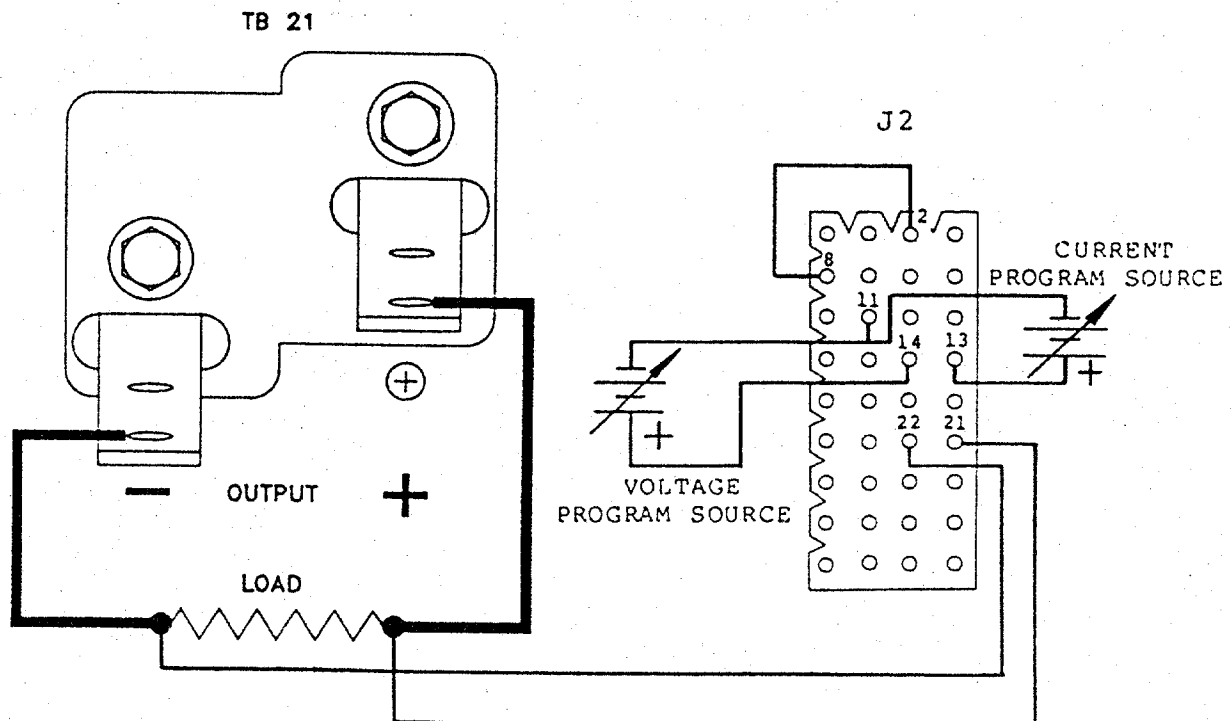 TB 21
J2
2
8
CURRENT
PROGRAM SOURCE
11
14 13
+
+
22 21
− OUTPUT +
VOLTAGE
PROGRAM SOURCE
LOAD